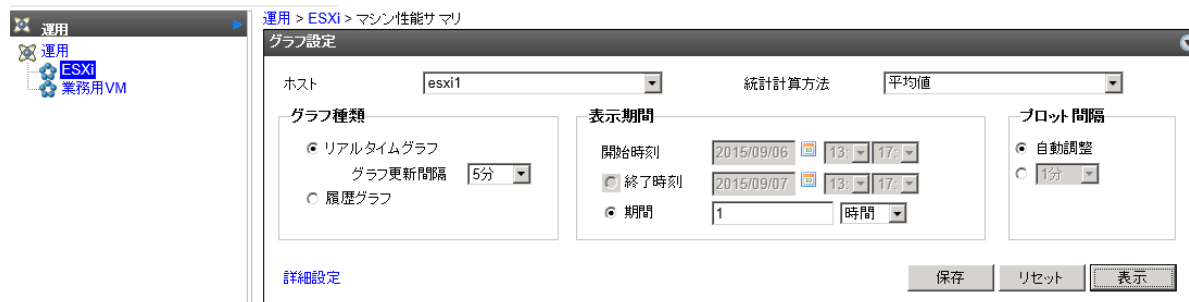 運用
運用
ESXi
業務用VM
運用 > ESXi > マシン性能サマリ
グラフ設定
ホスト esxi1 統計計算方法 平均値
グラフ種類 表示期間 プロット間隔
リアルタイムグラフ 開始時刻 2015/09/06 13: 17: 自動調整
グラフ更新間隔 5分 終了時刻 2015/09/07 13: 17: 1分
履歴グラフ 期間 1 時間
詳細設定 保存 リセット 表示